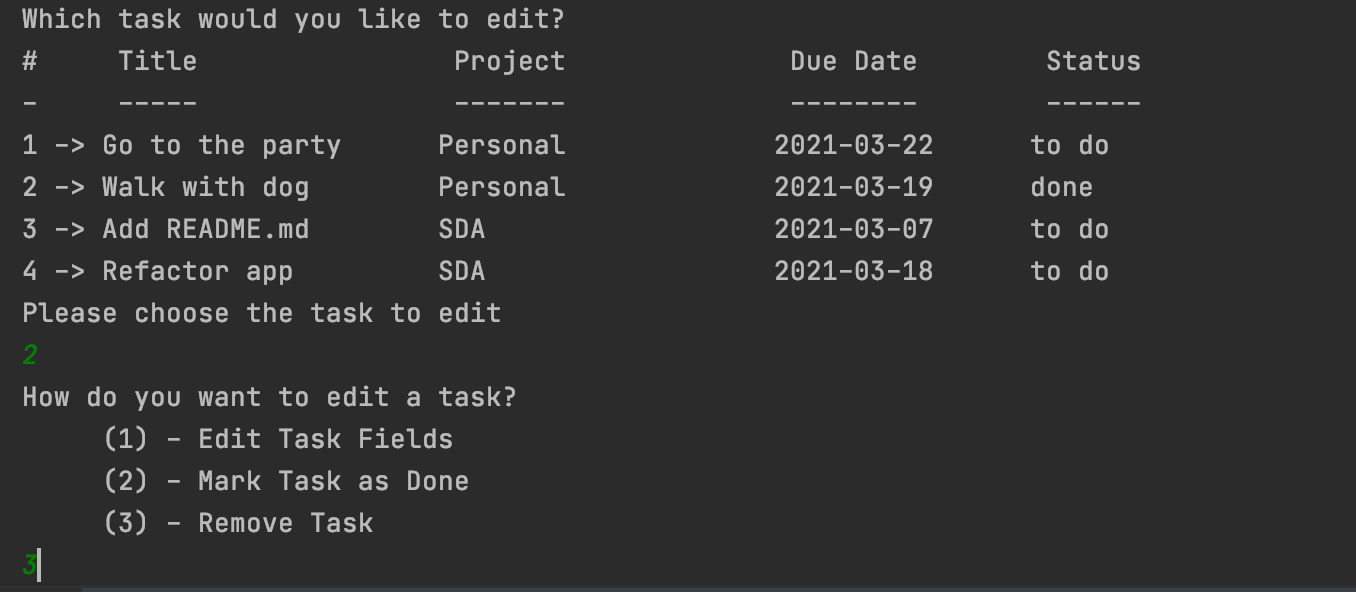 Which task would you like to edit?
#     Title                Project              Due Date        Status
-     -----                -------              --------        ------
1 -> Go to the party      Personal             2021-03-22      to do
2 -> Walk with dog        Personal             2021-03-19      done
3 -> Add README.md        SDA                  2021-03-07      to do
4 -> Refactor app         SDA                  2021-03-18      to do
Please choose the task to edit
2
How do you want to edit a task?
     (1) - Edit Task Fields
     (2) - Mark Task as Done
     (3) - Remove Task
3